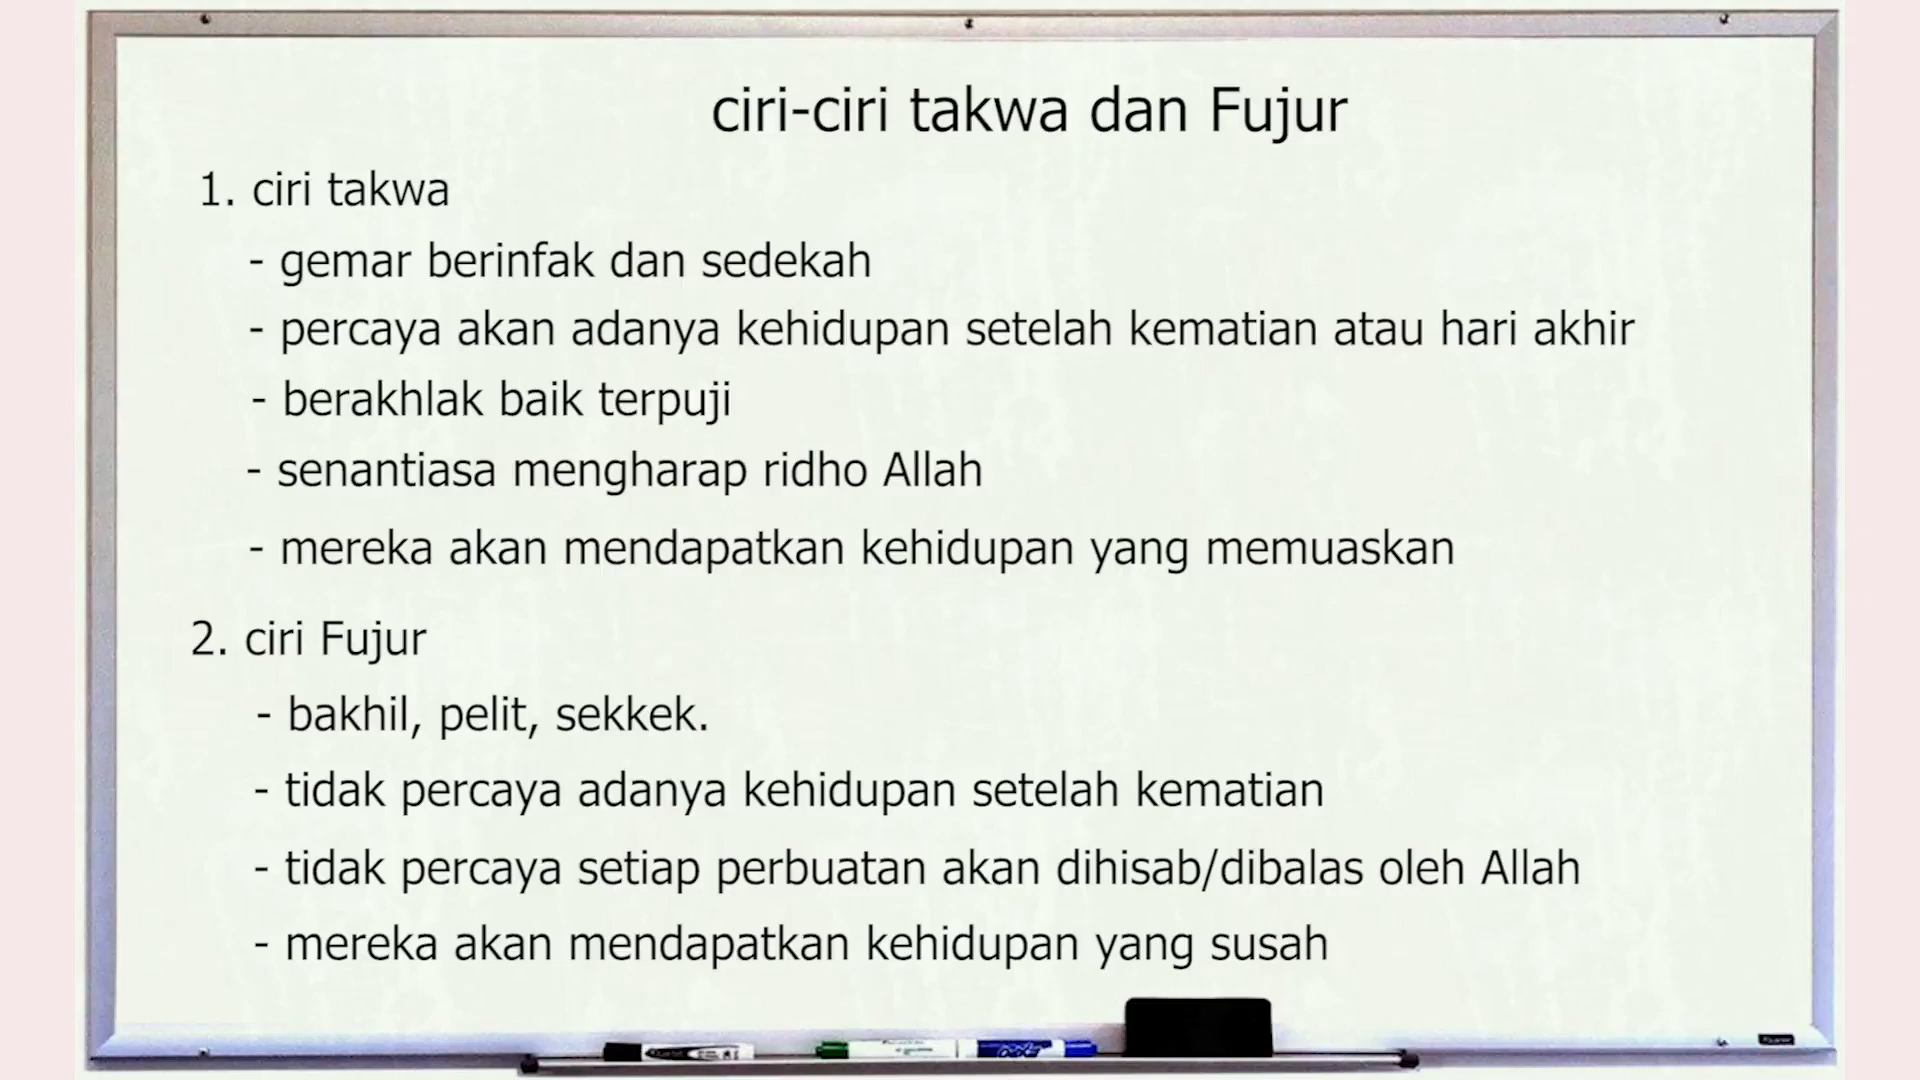 ciri-ciri takwa dan Fujur
1. ciri takwa
- gemar berinfak dan sedekah
- percaya akan adanya kehidupan setelah kematian atau hari akhir
- berakhlak baik terpuji
- senantiasa mengharap ridho Allah
- mereka akan mendapatkan kehidupan yang memuaskan
2. ciri Fujur
- bakhil, pelit, sekkek.
- tidak percaya adanya kehidupan setelah kematian
- tidak percaya setiap perbuatan akan dihisab/dibalas oleh Allah
- mereka akan mendapatkan kehidupan yang susah